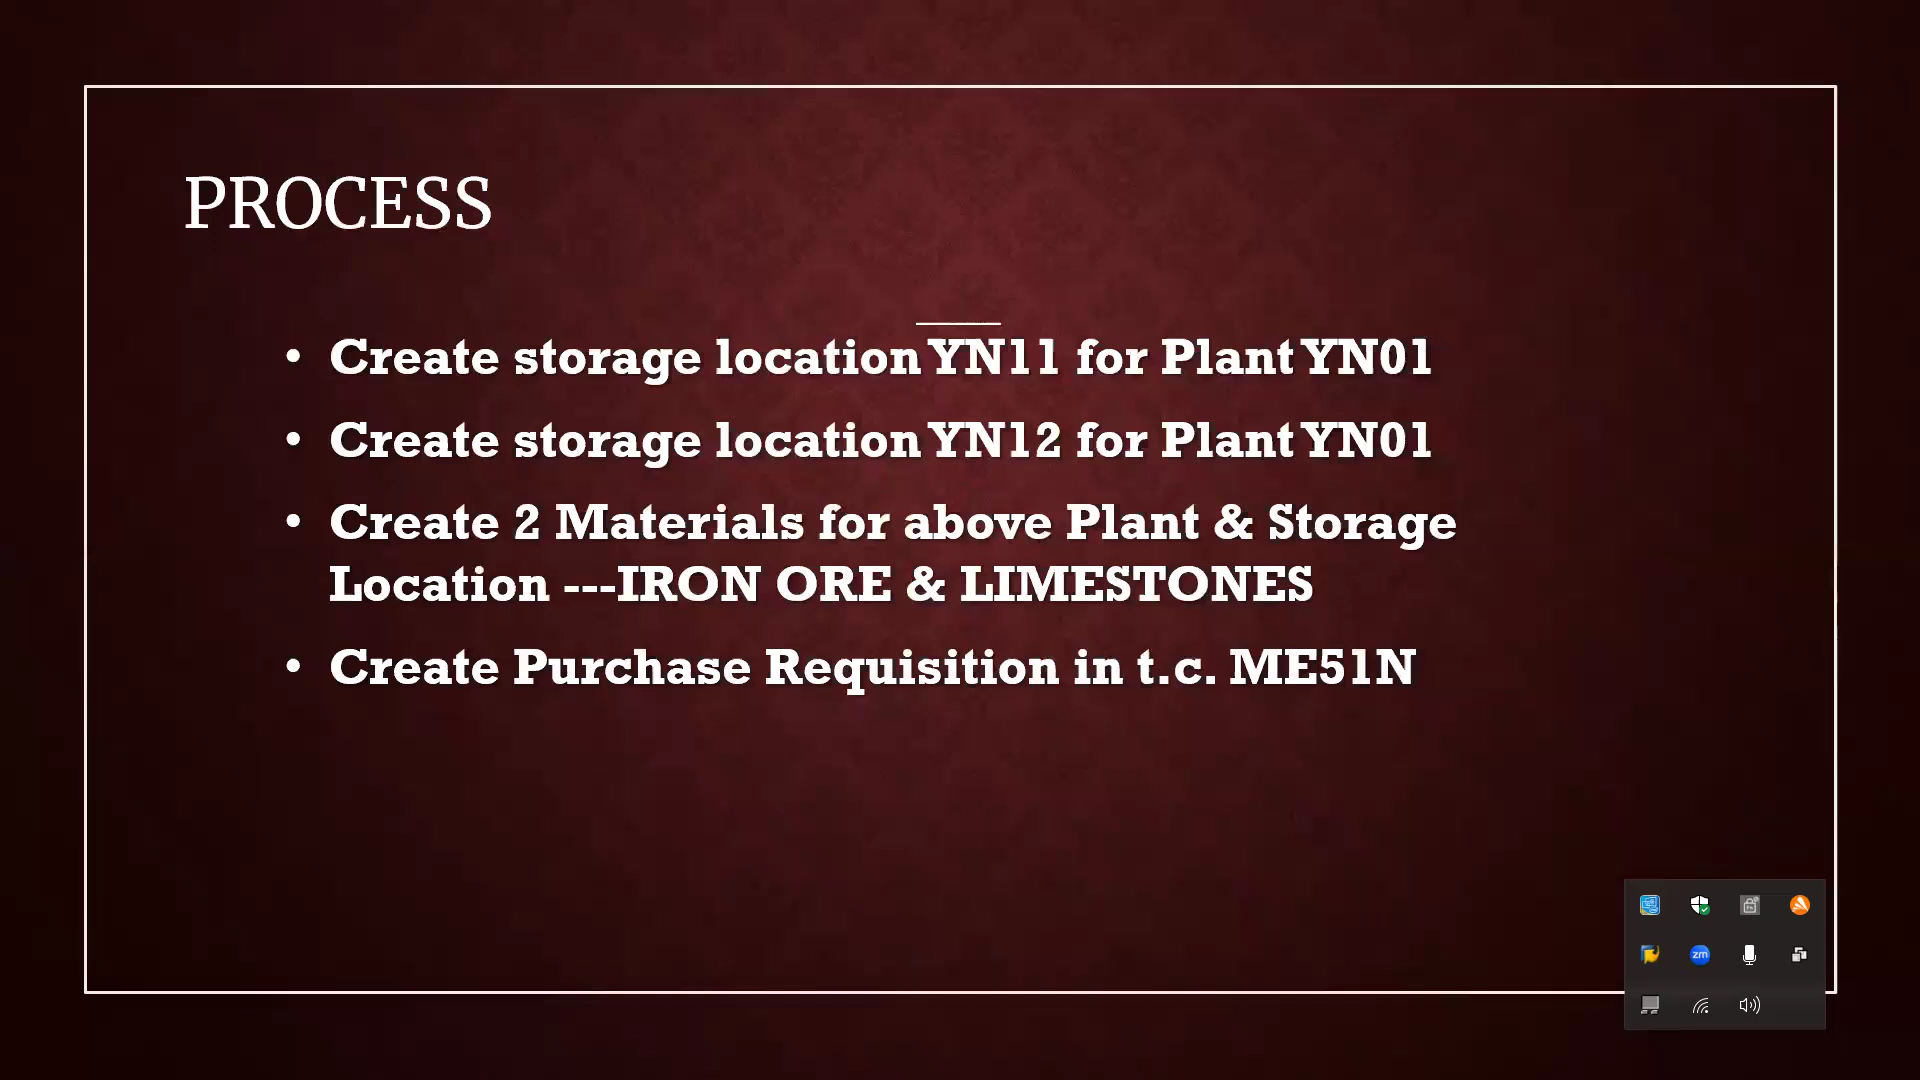 PROCESS
• Create storage location YN11 for Plant YN01
• Create storage location YN12 for Plant YN01
• Create 2 Materials for above Plant & Storage
Location ---IRON ORE & LIMESTONES
• Create Purchase Requisition in t.c. ME51N
zm